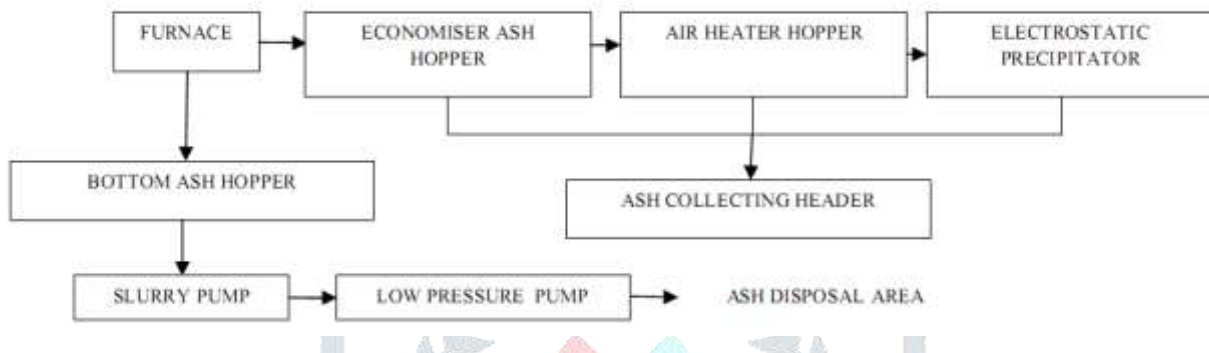 FURNACE
ECONOMISER ASH
HOPPER
AIR HEATER HOPPER
ELECTROSTATIC
PRECIPITATOR
BOTTOM ASH HOPPER
ASH COLLECTING HEADER
SLURRY PUMP
LOW PRESSURE PUMP
ASH DISPOSAL AREA